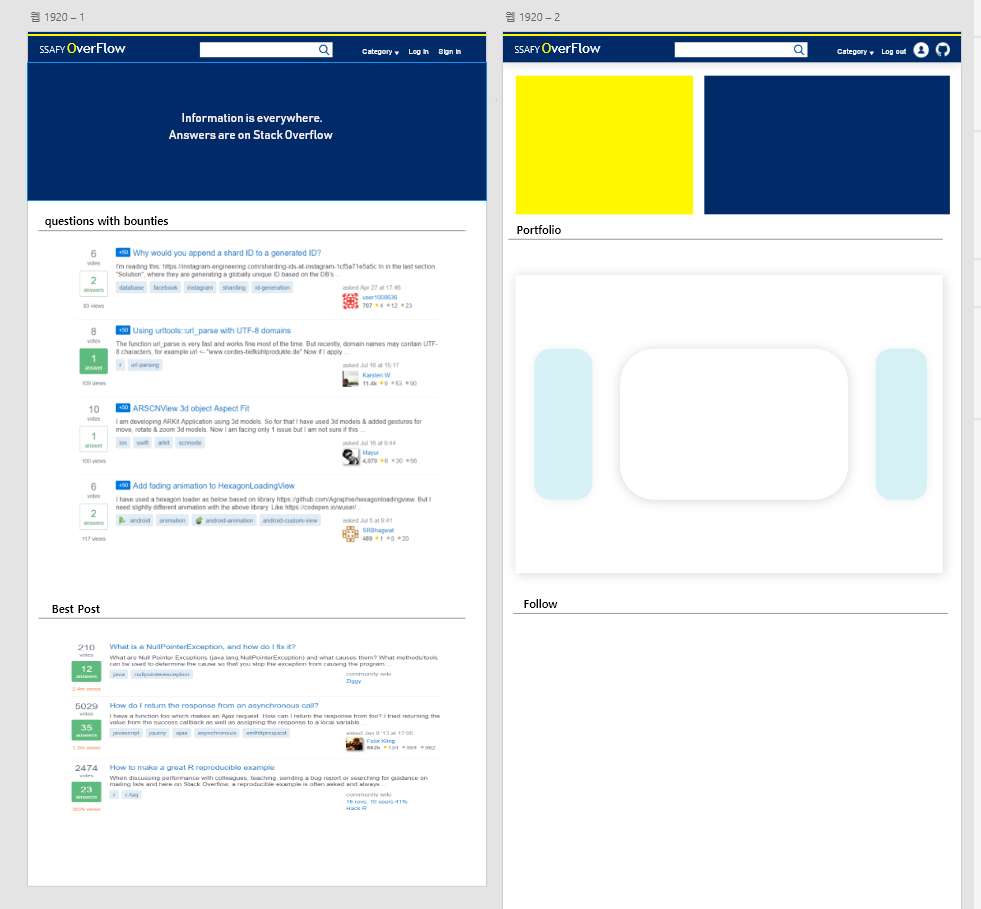 웹 1920 – 1
SSAFY OverFlow
Category
Log in
Sign in
Information is everywhere.
Answers are on Stack Overflow
questions with bounties
6
votes
2
answers
83 views
+50 Why would you append a shard ID to a generated ID?
I'm reading this: https://instagram-engineering.com/sharding-ids-at-instagram-1cf5a71e5a5c In in the last section
"Solution", where they are generating a globally unique ID based on the DB's ...
database facebook instagram sharding id-generation
asked Apr 27 at 17:46
user1008636
707 4 12 23
8
votes
1
answer
109 views
+50 Using urltools::url_parse with UTF-8 domains
The function url_parse is very fast and works fine most of the time. But recently, domain names may contain UTF-
8 characters, for example url <- "www.cordes-tiefkühlprodukte.de" Now if I apply ...
r url-parsing
asked Jul 16 at 15:17
Karsten W.
11.4k 9 53 90
10
votes
1
answer
100 views
+50 ARSCNView 3d object Aspect Fit
I am developing ARKit Application using 3d models. So for that I have used 3d models & added gestures for
move, rotate & zoom 3d models. Now I am facing only 1 issue but I am not sure if this ...
ios swift arkit scnnode
asked Jul 16 at 9:44
Mayur
4,078 6 30 56
6
votes
2
answers
117 views
+50 Add fading animation to HexagonLoadingView
I have used a hexagon loader as below based on library https://github.com/Agraphie/hexagonloadingview. But I
need slightly different animation with the above library. Like https://codepen.io/wuser/...
android animation android-animation android-custom-view
asked Jul 5 at 9:41
SRBhagwat
489 1 8 20
Best Post
210
votes
12
answers
2.4m views
What is a NullPointerException, and how do I fix it?
What are Null Pointer Exceptions (java.lang.NullPointerException) and what causes them? What methods/tools
can be used to determine the cause so that you stop the exception from causing the program ...
java nullpointerexception
community wiki
Ziggy
5029
votes
35
answers
How do I return the response from an asynchronous call?
I have a function foo which makes an Ajax request. How can I return the response from foo? I tried returning the
value from the success callback as well as assigning the response to a local variable ...
javascript jquery ajax asynchronous
asked Jan 8 '13 at 17:06
Felix Kling
2474
votes
23
answers
How to make a great R reproducible example
When discussing performance with colleagues, teaching, sending a bug report or searching for guidance on
mailing lists and here on Stack Overflow, a reproducible example is often asked and always ...
r r-faq
community wiki
16 revs, 10 users 41%
Hack-R
웹 1920 – 2
SSAFY OverFlow
Category
Log out
Portfolio
Follow